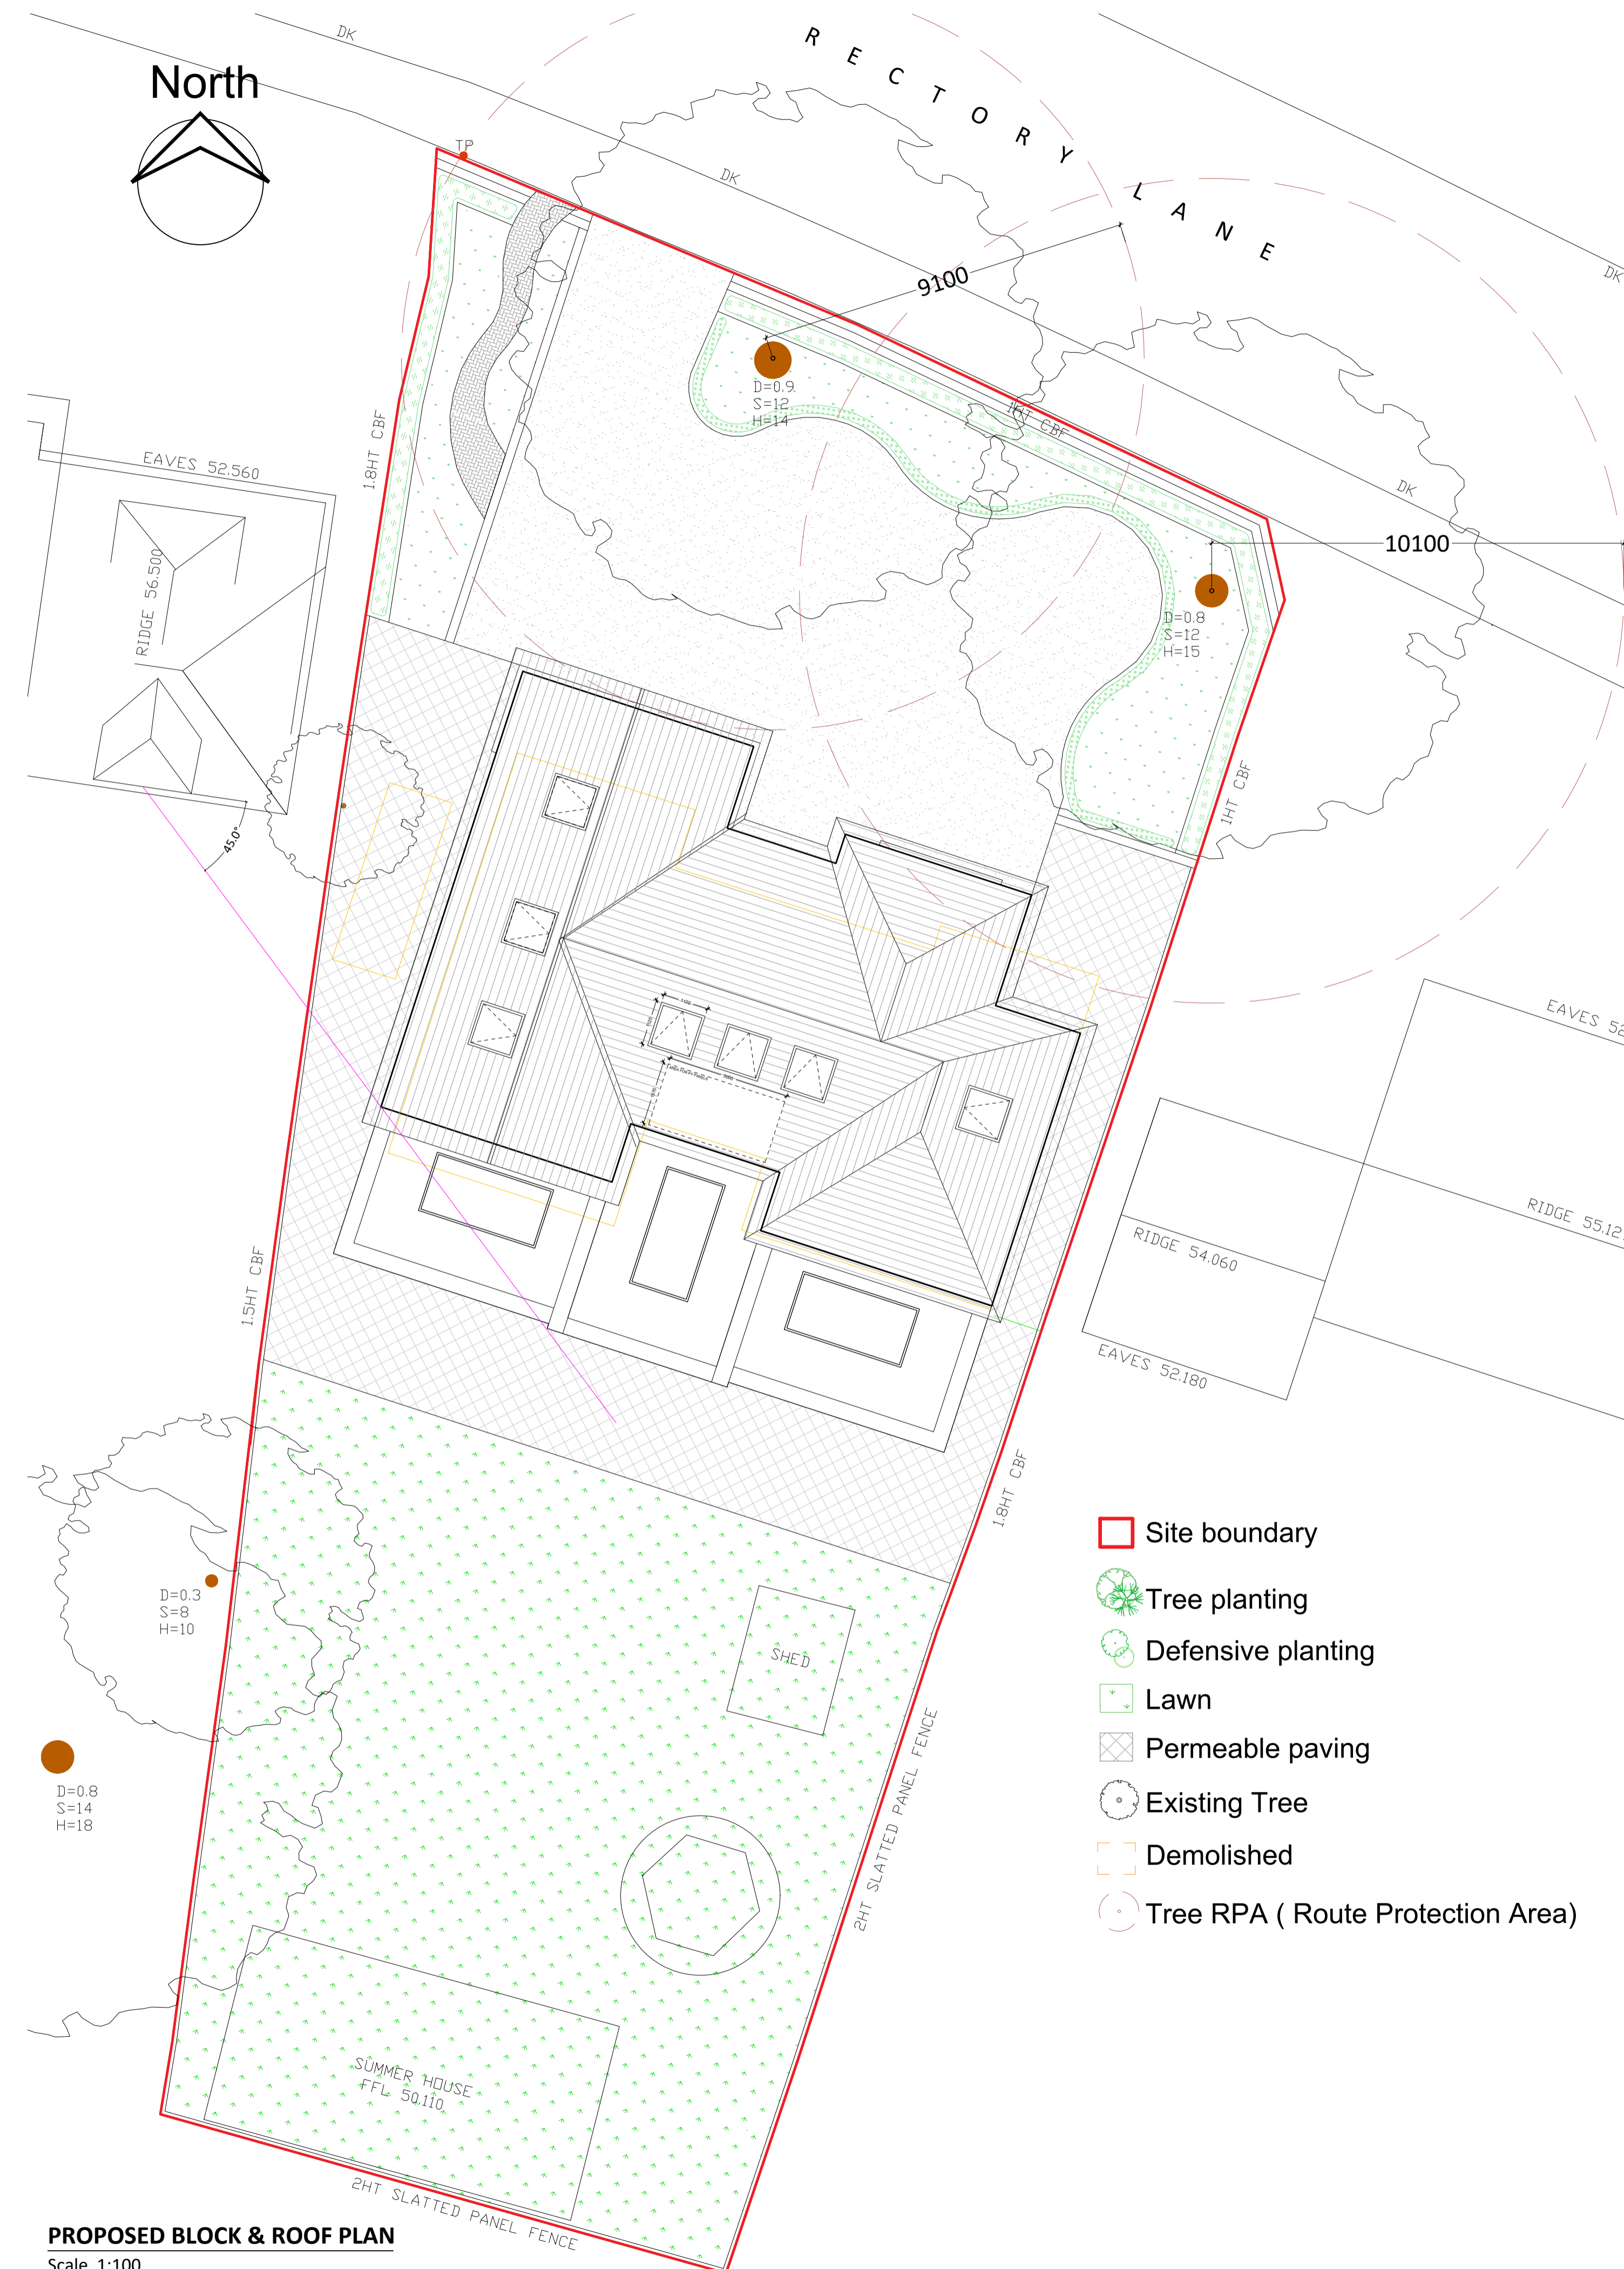 DK
RECTORY LANE
North
TP
DK
DK
9100
D=0.9
S=12
H=14
1HT CBF
1.8HT CBF
EAVES 52.560
DK
10100
RIDGE 56.500
D=0.8
S=12
H=15
1HT CBF
45.0°
EAVES 52
1120
RIDGE 55.12
RIDGE 54.060
1.5HT CBF
EAVES 52.180
1.8HT CBF
Site boundary
D=0.3
S=8
H=10
Tree planting
Defensive planting
SHED
Lawn
Permeable paving
D=0.8
S=14
H=18
Existing Tree
2HT SLATTED PANEL FENCE
Demolished
Tree RPA ( Route Protection Area)
SUMMER HOUSE
FFL 50.110
2HT SLATTED PANEL FENCE
PROPOSED BLOCK & ROOF PLAN
Scale 1:100